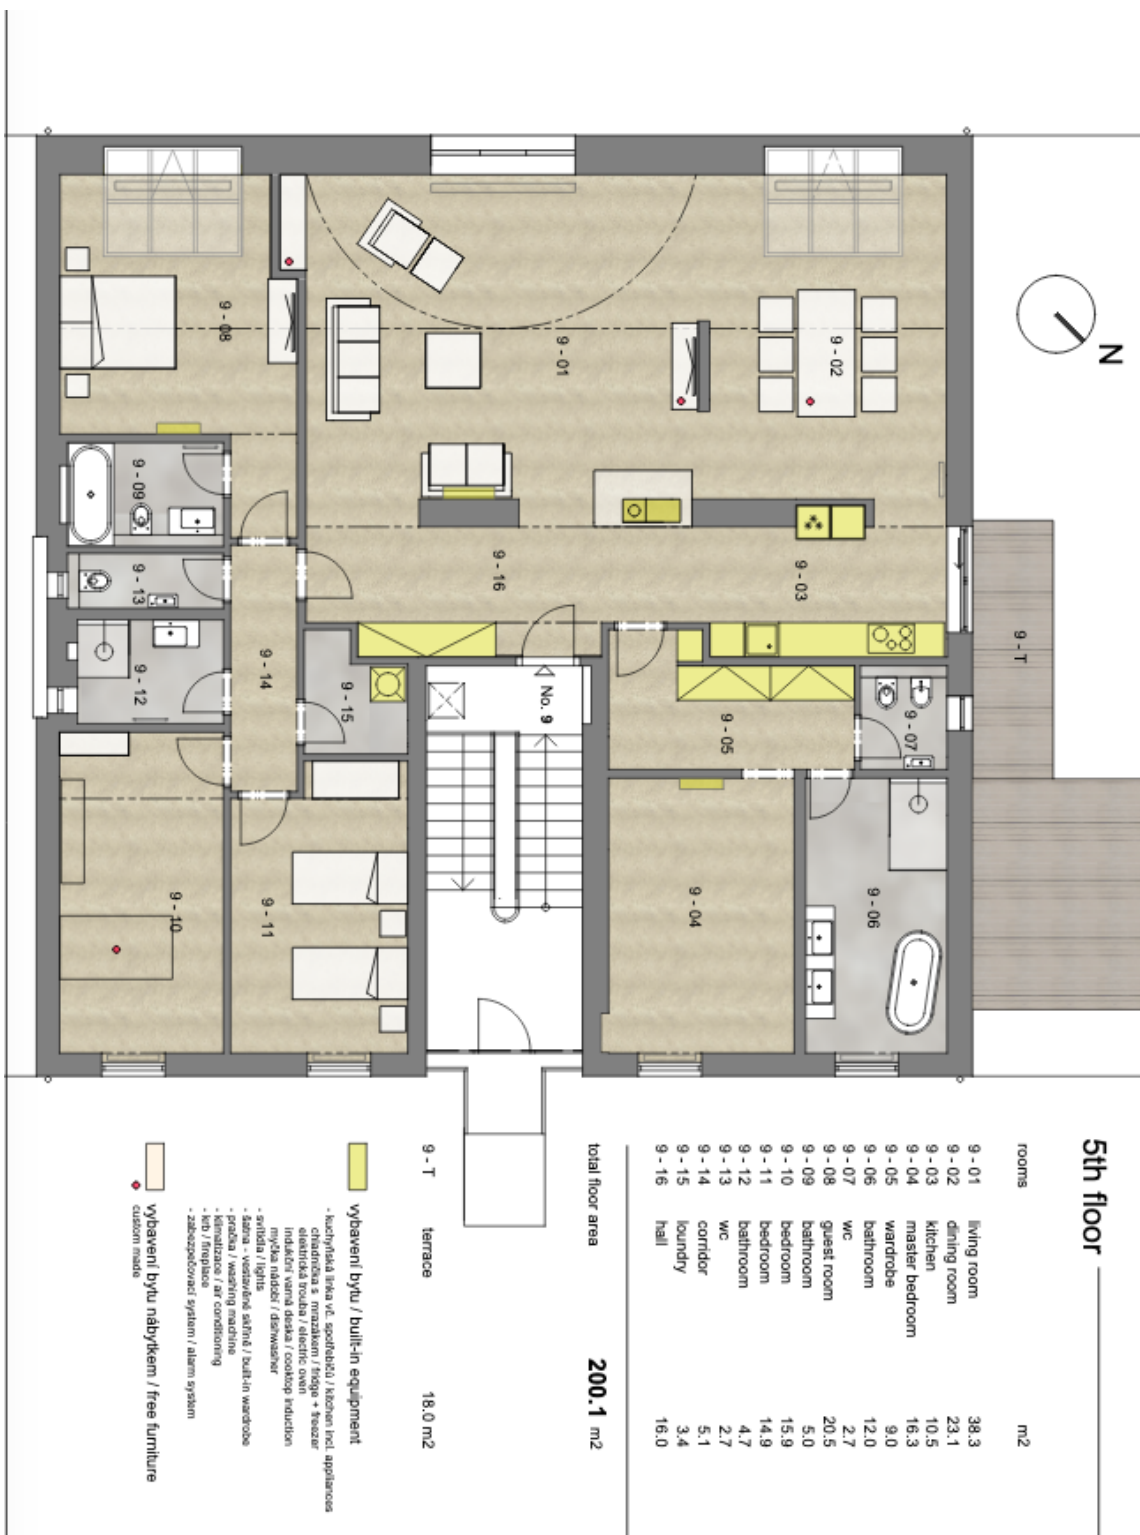 5th floor
rooms m2
9 - 01 living room 38.3
9 - 02 dining room 23.1
9 - 03 kitchen 10.5
9 - 04 master bedroom 16.3
9 - 05 wardrobe 9.0
9 - 06 bathroom 12.0
9 - 07 wc 2.7
9 - 08 guest room 20.5
9 - 09 bathroom 5.0
9 - 10 bedroom 15.9
9 - 11 bedroom 14.9
9 - 12 bathroom 4.7
9 - 13 wc 2.7
9 - 14 corridor 5.1
9 - 15 loundry 3.4
9 - 16 hall 16.0
total floor area 200.1 m2
9 - T terrace 18.0 m2
vybavení bytu / built-in equipment
- kuchyňská linka vč. spotřebičů / kitchen incl. appliances
chladnička s mrazákem / fridge + freezer
elektrická trouba / electric oven
indukční varná deska / cooktop induction
myčka nádobí / dishwasher
- svítidla / lights
- šatna - vestavěné skříně / built-in wardrobe
- pračka / washing machine
- klimatizace / air conditioning
- krb / fireplace
- zabezpečovací systém / alarm system
vybavení bytu nábytkem / free furniture
custom made
N
9 - T
9 - 02
9 - 01
9 - 08
9 - 03
9 - 16
9 - 09
9 - 13
9 - 12
9 - 14
9 - 15
No. 9
9 - 05
9 - 07
9 - 06
9 - 04
9 - 11
9 - 10